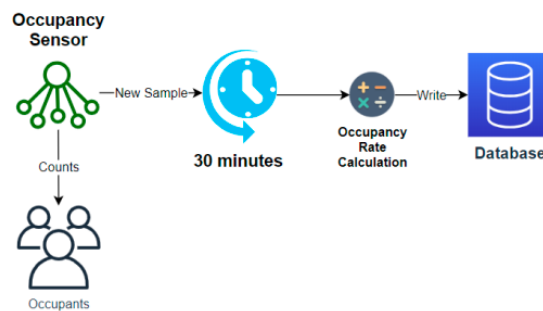 Occupancy
Sensor
New Sample
30 minutes
Occupancy
Rate
Calculation
Write
Database
Counts
Occupants